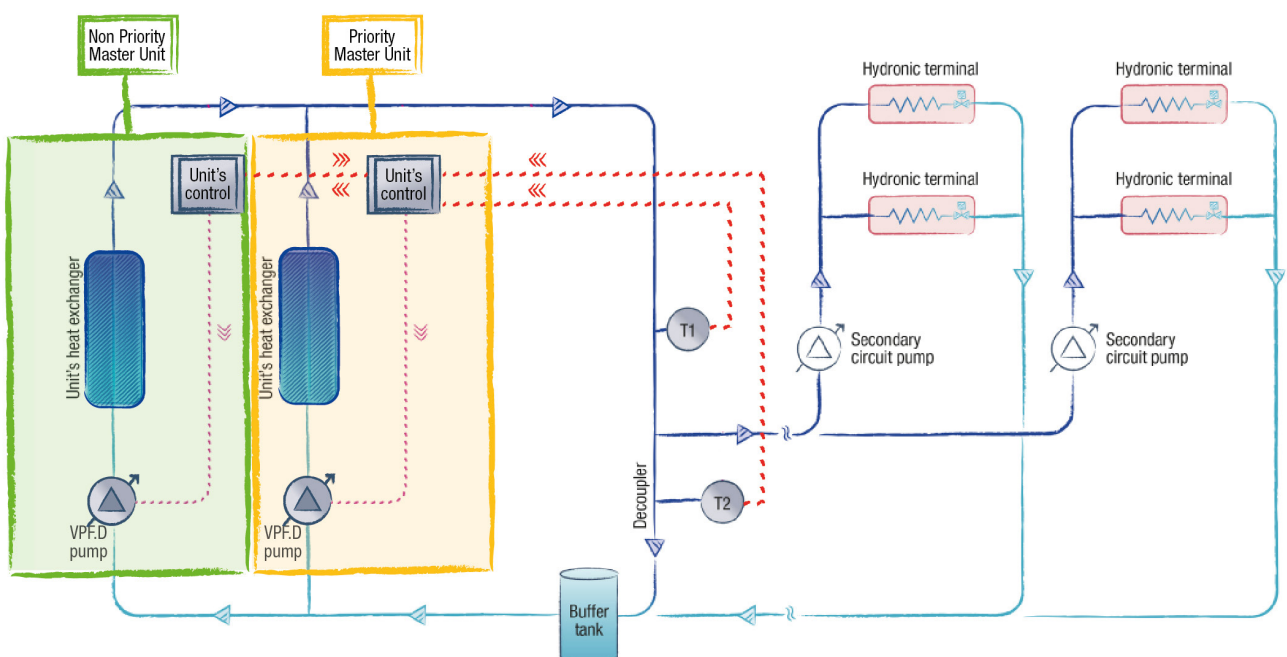 Non Priority
Master Unit
Priority
Master Unit
Hydronic terminal
Hydronic terminal
Unit's
control
Unit's
control
Hydronic terminal
Hydronic terminal
Unit's heat exchanger
Unit's heat exchanger
T1
Secondary
circuit pump
Secondary
circuit pump
Decoupler
T2
VPF.D
pump
VPF.D
pump
Buffer
tank